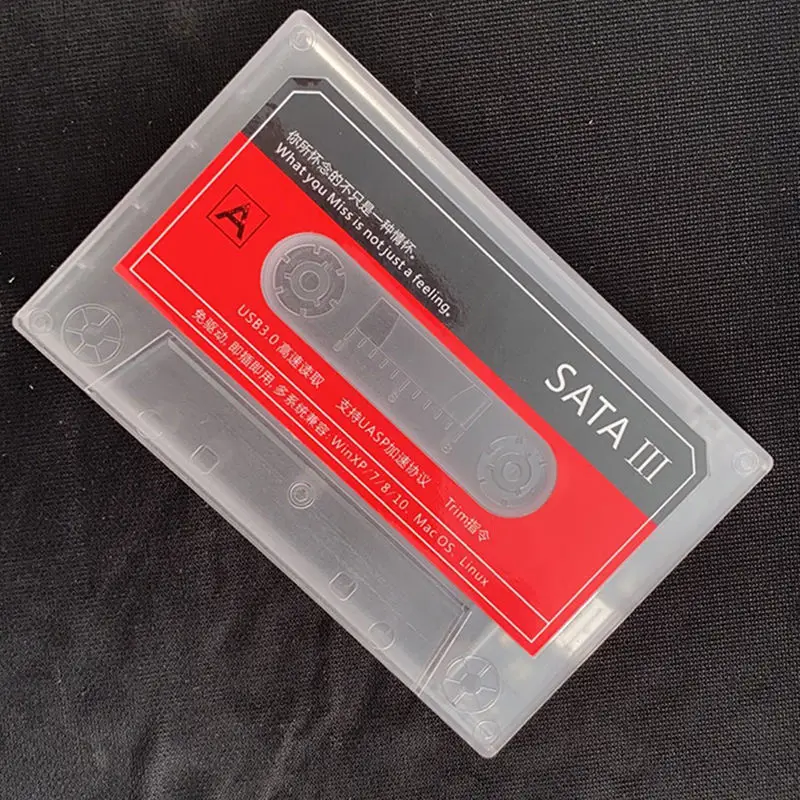 你所怀念的不只是一种情怀。
What you Miss is not just a feeling.
A
SATA III
USB3.0 高速读取 支持UASP加速协议 Trim指令
免驱动, 即插即用, 多系统兼容: WinXP/7/8/10、Mac OS、Linux